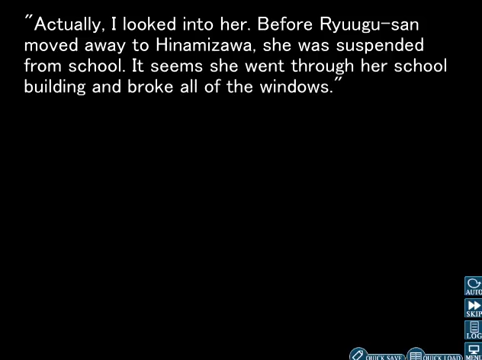 "Actually, I looked into her. Before Ryuugu-san
moved away to Hinamizawa, she was suspended
from school. It seems she went through her school
building and broke all of the windows."
AUTO
SKIP
LOG
QUICK SAVE
QUICK LOAD
MENU